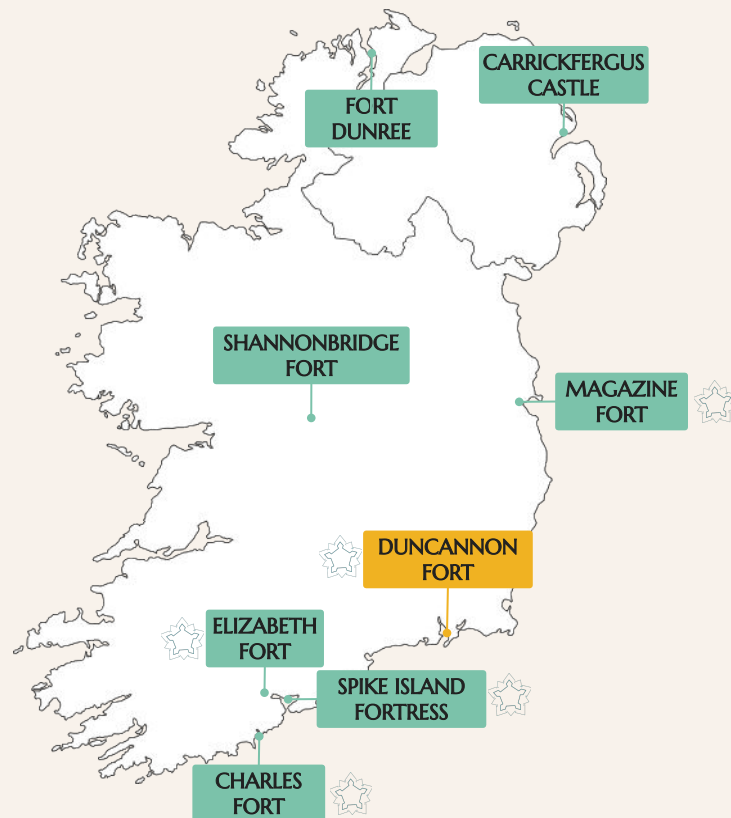 CARRICKFERGUS
CASTLE
FORT
DUNREE
SHANNONBRIDGE
FORT
MAGAZINE
FORT
DUNCANNON
FORT
ELIZABETH
FORT
SPIKE ISLAND
FORTRESS
CHARLES
FORT